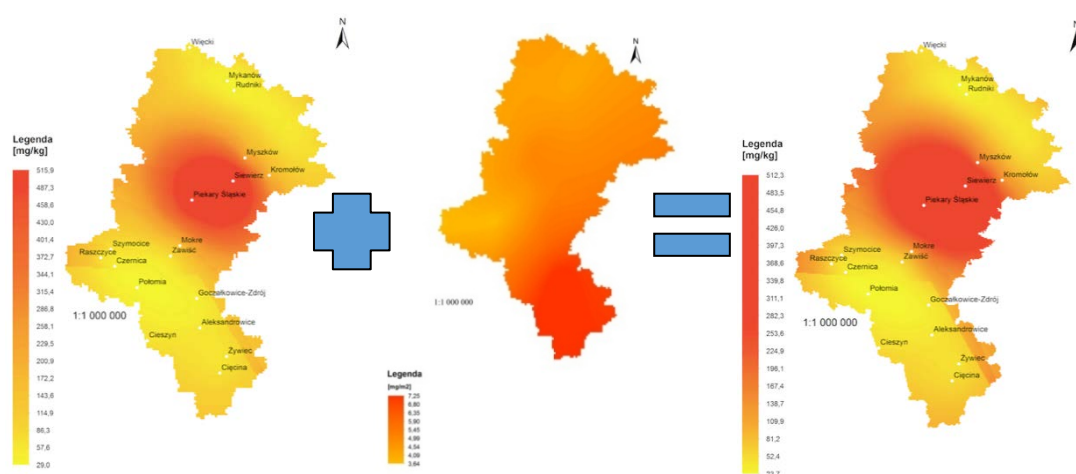 N
Więcki
Mykanów
Rudniki
Myszków
Kromołów
Siewierz
Piekary Śląskie
Mokre
Szymocice
Zawiść
Raszczyce
Czernica
Połomia
Goczałkowice-Zdrój
Aleksandrowice
Cieszyn
Żywiec
Cięcina
1:1 000 000
Legenda
[mg/kg]
515,9
487,3
458,6
430,0
401,4
372,7
344,1
315,4
286,8
258,1
229,5
200,9
172,2
143,6
114,9
86,3
57,6
29,0
N
1:1 000 000
Legenda
[mg/m2]
7,25
6,80
6,35
5,90
5,45
4,99
4,54
4,09
3,64
N
Więcki
Mykanów
Rudniki
Myszków
Siewierz
Kromołów
Piekary Śląskie
Mokre
Szymocice
Zawiść
Raszczyce
Czernica
Połomia
Goczałkowice-Zdrój
Aleksandrowice
Cieszyn
Żywiec
Cięcina
1:1 000 000
Legenda
[mg/kg]
512,3
483,5
454,8
426,0
397,3
368,6
339,8
311,1
282,3
253,6
224,9
196,1
167,4
138,7
109,9
81,2
52,4